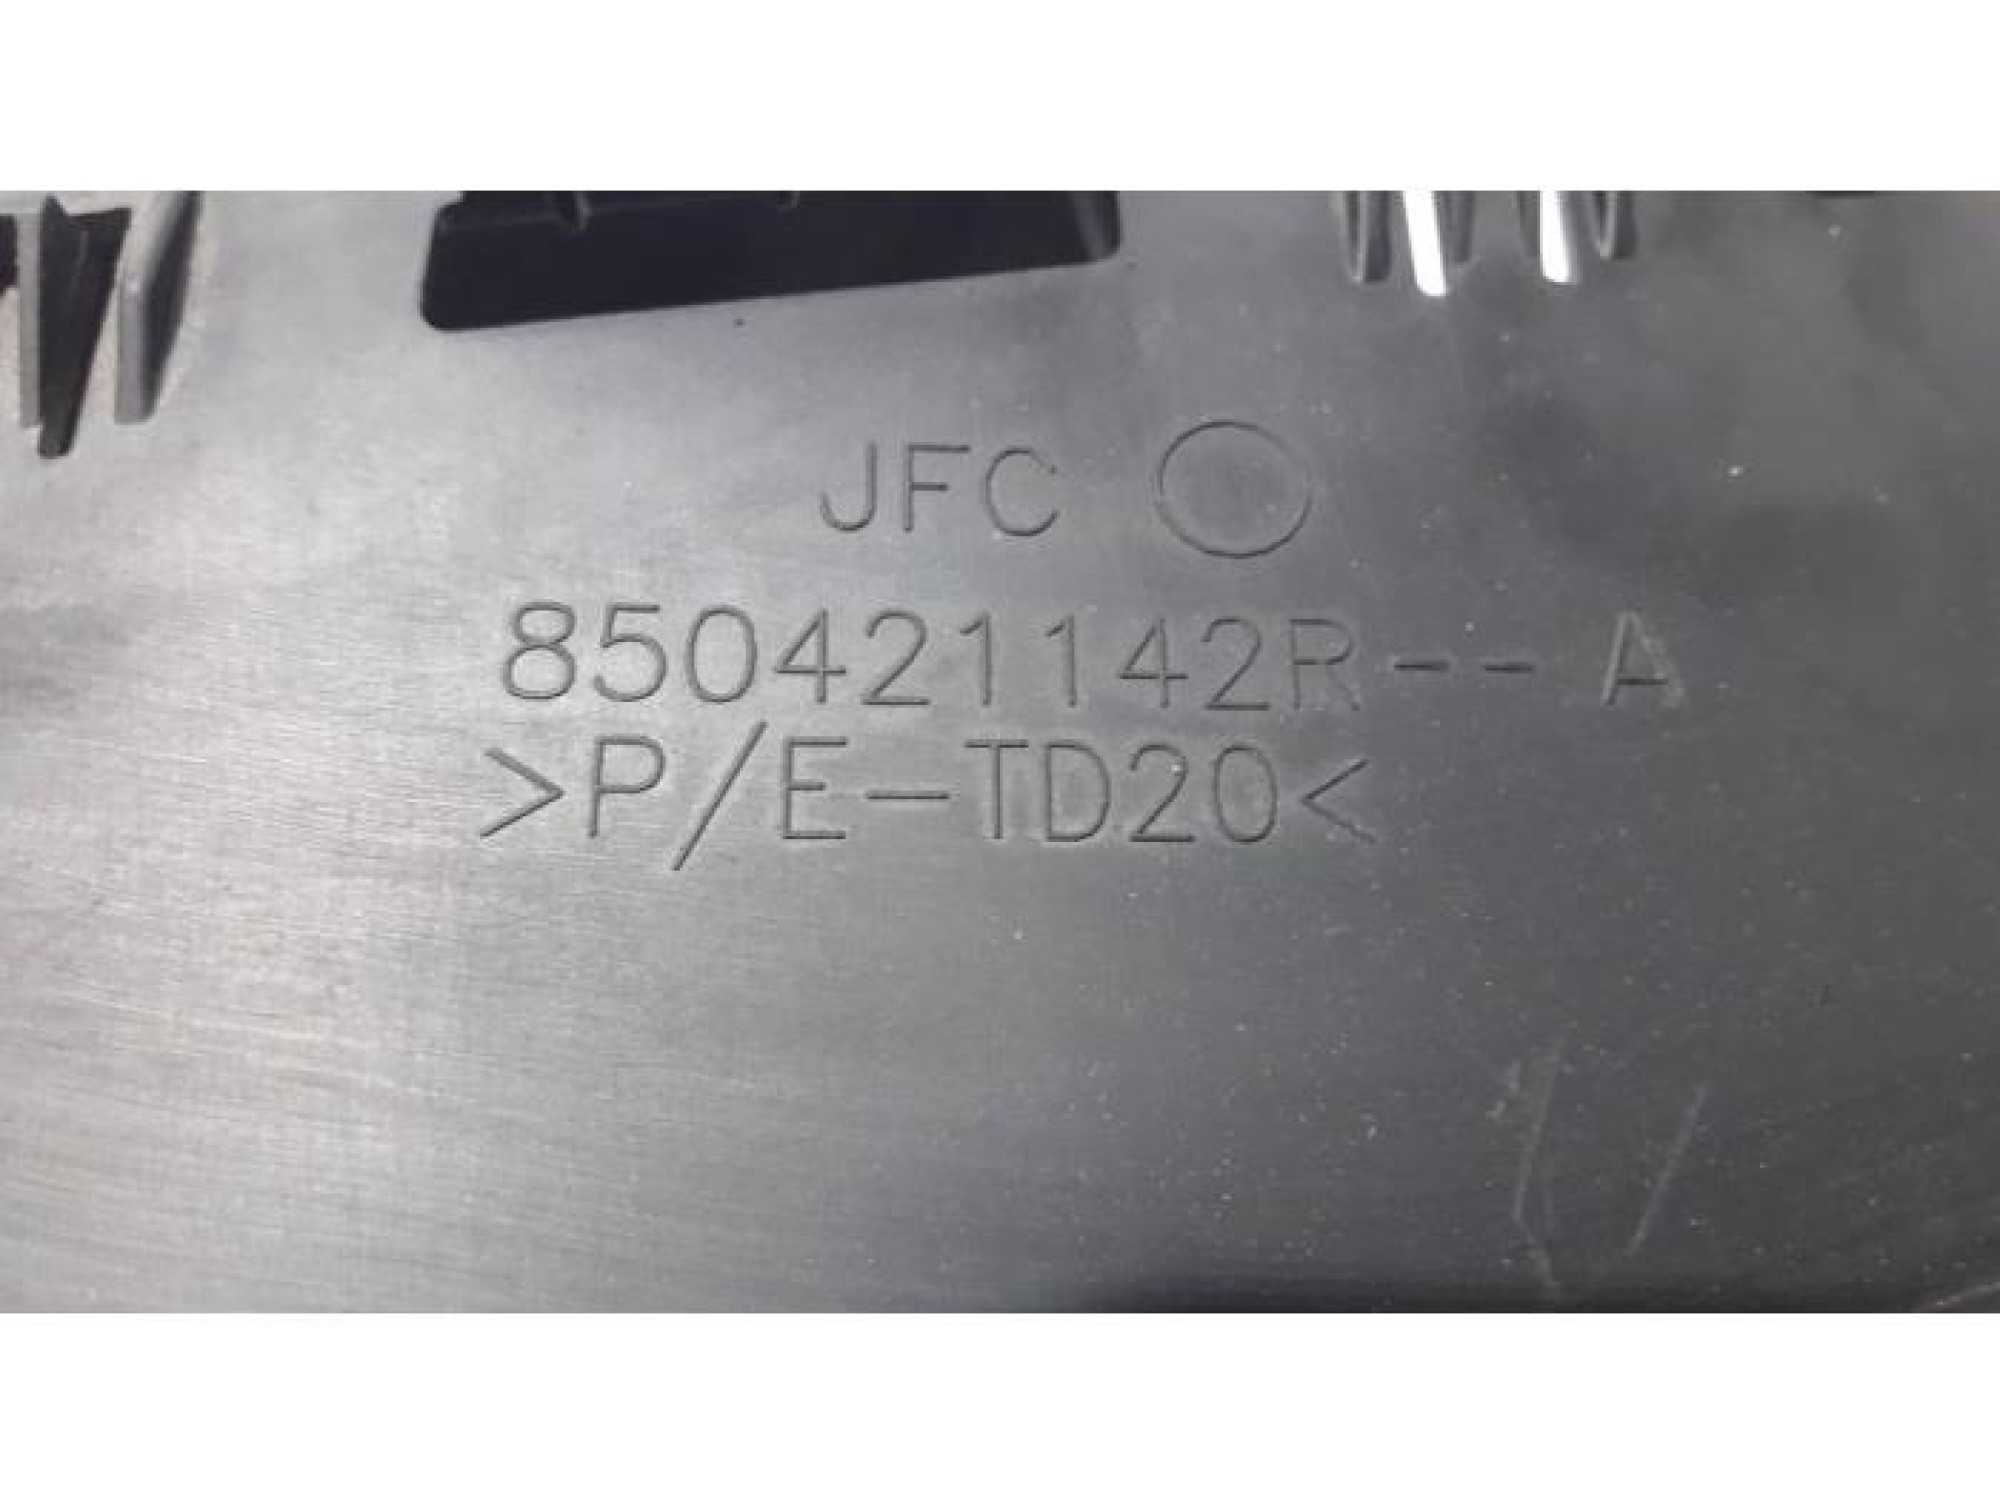 JFC
850421142R-- A
>P/E-TD20<